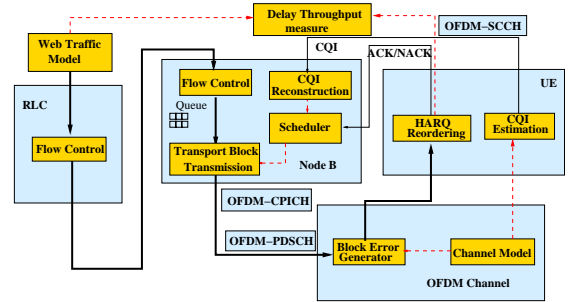 Delay Throughput
measure
OFDM−SCCH
Web Traffic
Model
CQI
ACK/NACK
RLC
Flow Control
Flow Control
Queue
CQI
Reconstruction
Scheduler
Transport Block
Transmission
Node B
UE
HARQ
Reordering
CQI
Estimation
OFDM−CPICH
OFDM−PDSCH
Block Error
Generator
Channel Model
OFDM Channel